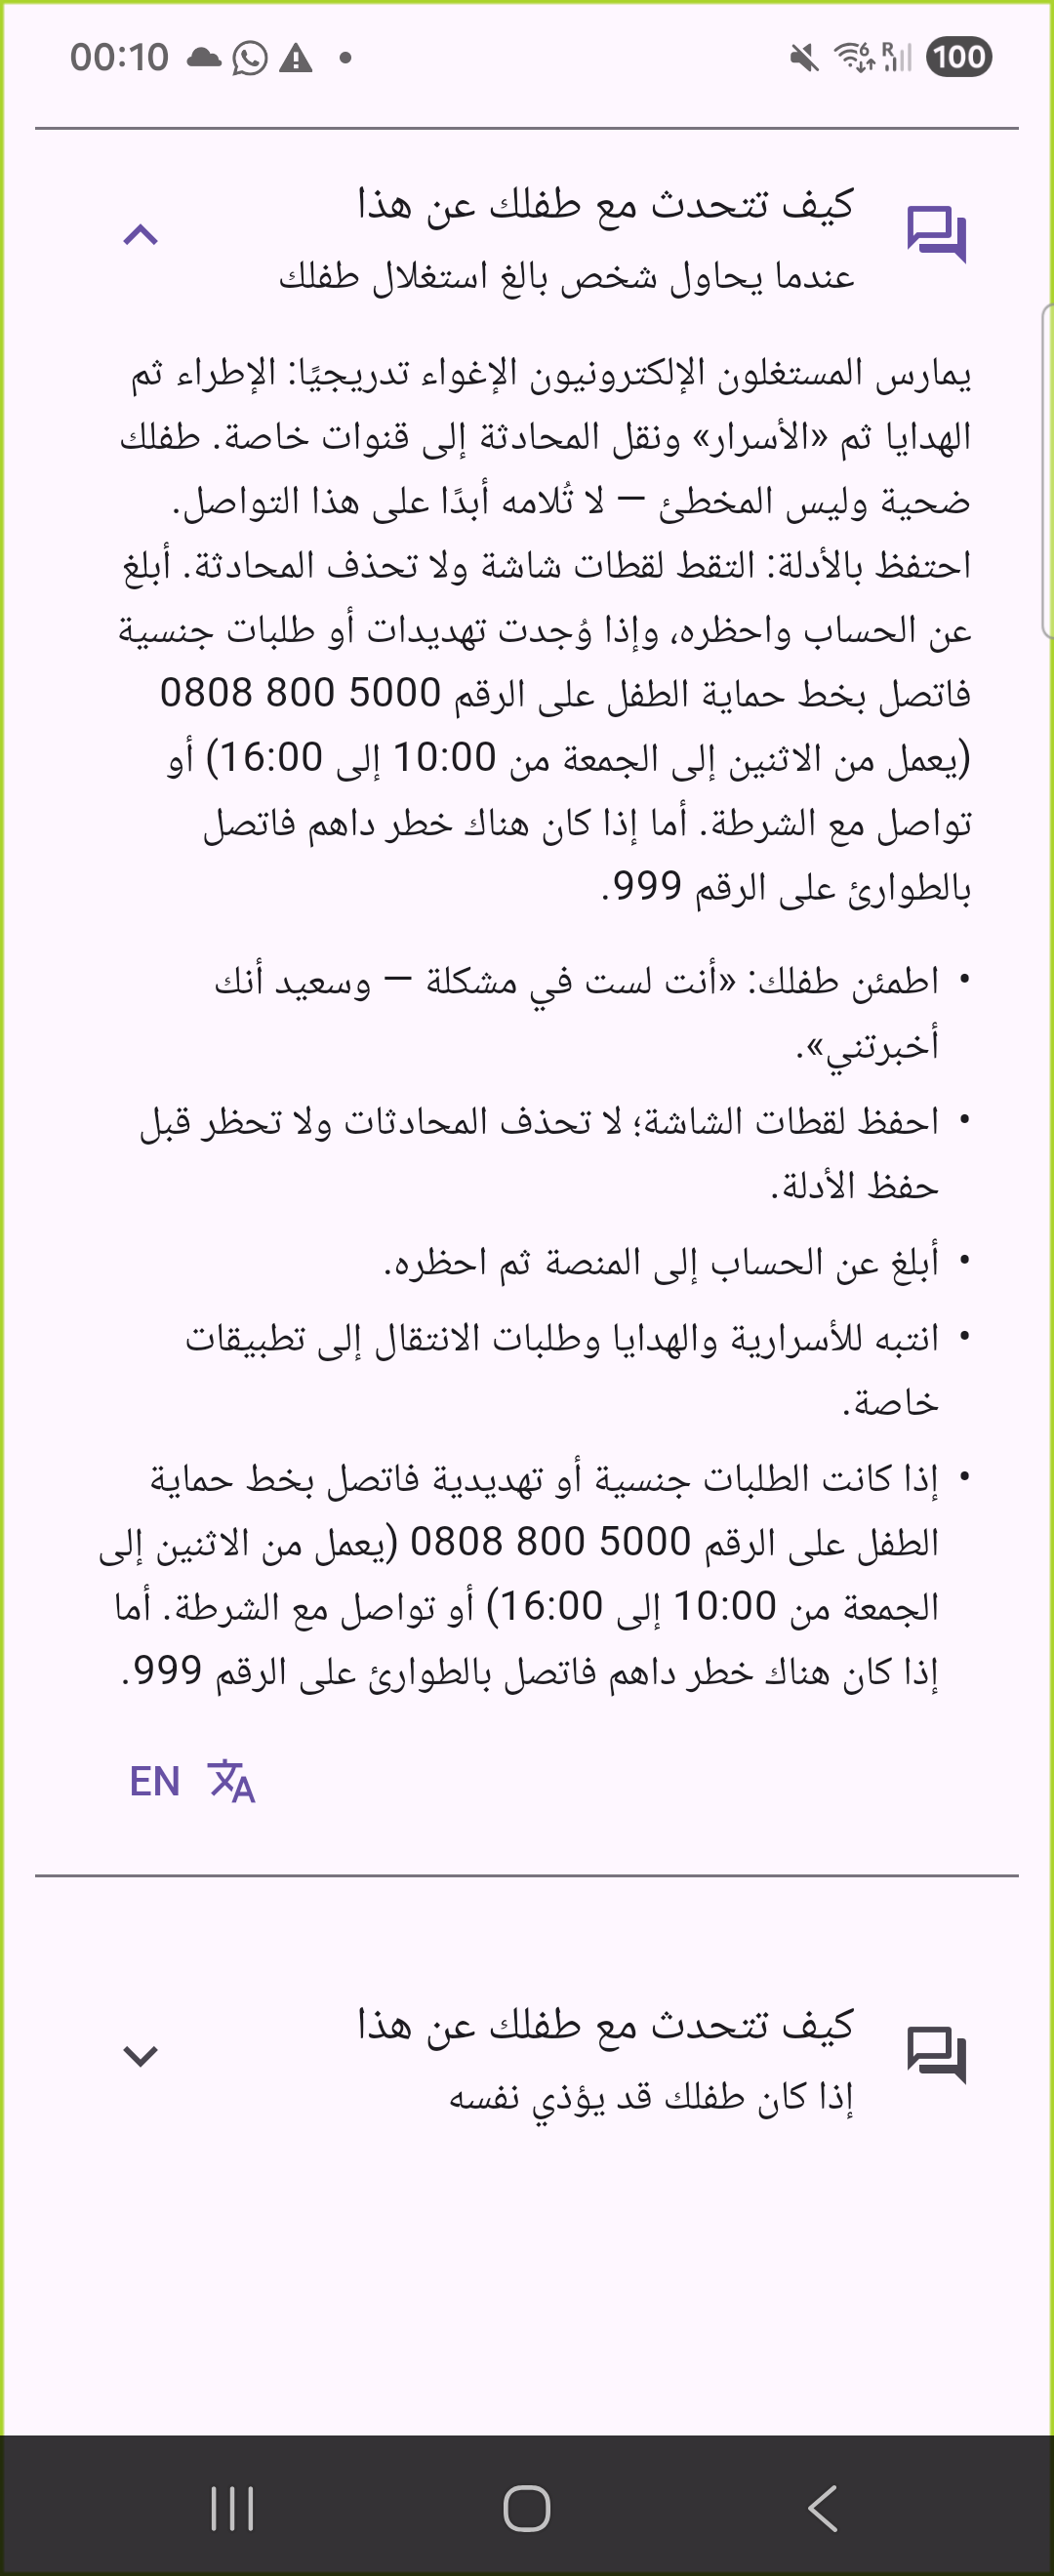 00:10
6
R
100
كيف تتحدث مع طفلك عن هذا
عندما يحاول شخص بالغ استغلال طفلك
يمارس المستغلون الإلكترونيون الإغواء تدريجيًا: الإطراء ثم
الهدايا ثم «الأسرار» ونقل المحادثة إلى قنوات خاصة. طفلك
ضحية وليس المخطئ – لا تُلامه أبدًا على هذا التواصل.
احتفظ بالأدلة: التقط لقطات شاشة ولا تحذف المحادثة. أبلغ
عن الحساب واحظره، وإذا وُجدت تهديدات أو طلبات جنسية
فاتصل بخط حماية الطفل على الرقم 5000 800 0808
(يعمل من الاثنين إلى الجمعة من 10:00 إلى 16:00) أو
تواصل مع الشرطة. أما إذا كان هناك خطر داهم فاتصل
بالطوارئ على الرقم 999.
• اطمئن طفلك: «أنت لست في مشكلة – وسعيد أنك
أخبرتني».
• احفظ لقطات الشاشة؛ لا تحذف المحادثات ولا تحظر قبل
حفظ الأدلة.
• أبلغ عن الحساب إلى المنصة ثم احظره.
• انتبه للأسرارية والهدايا وطلبات الانتقال إلى تطبيقات
خاصة.
• إذا كانت الطلبات جنسية أو تهديدية فاتصل بخط حماية
الطفل على الرقم 5000 800 0808 (يعمل من الاثنين إلى
الجمعة من 10:00 إلى 16:00) أو تواصل مع الشرطة. أما
إذا كان هناك خطر داهم فاتصل بالطوارئ على الرقم 999.
EN
كيف تتحدث مع طفلك عن هذا
إذا كان طفلك قد يؤذي نفسه